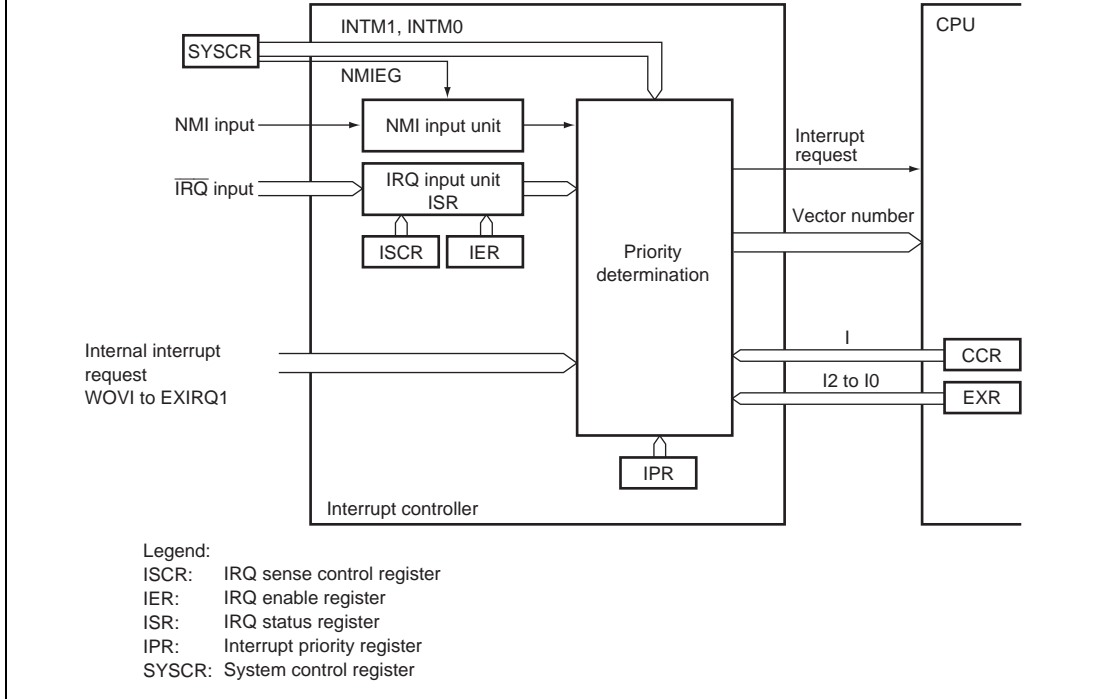 INTM1, INTM0
CPU
SYSCR
NMIEG
NMI input
NMI input unit
Interrupt
request
IRQ input
IRQ input unit
ISR
Vector number
ISCR
IER
Priority
determination
Internal interrupt
request
WOVI to EXIRQ1
I
CCR
I2 to I0
EXR
IPR
Interrupt controller
Legend:
ISCR: IRQ sense control register
IER: IRQ enable register
ISR: IRQ status register
IPR: Interrupt priority register
SYSCR: System control register